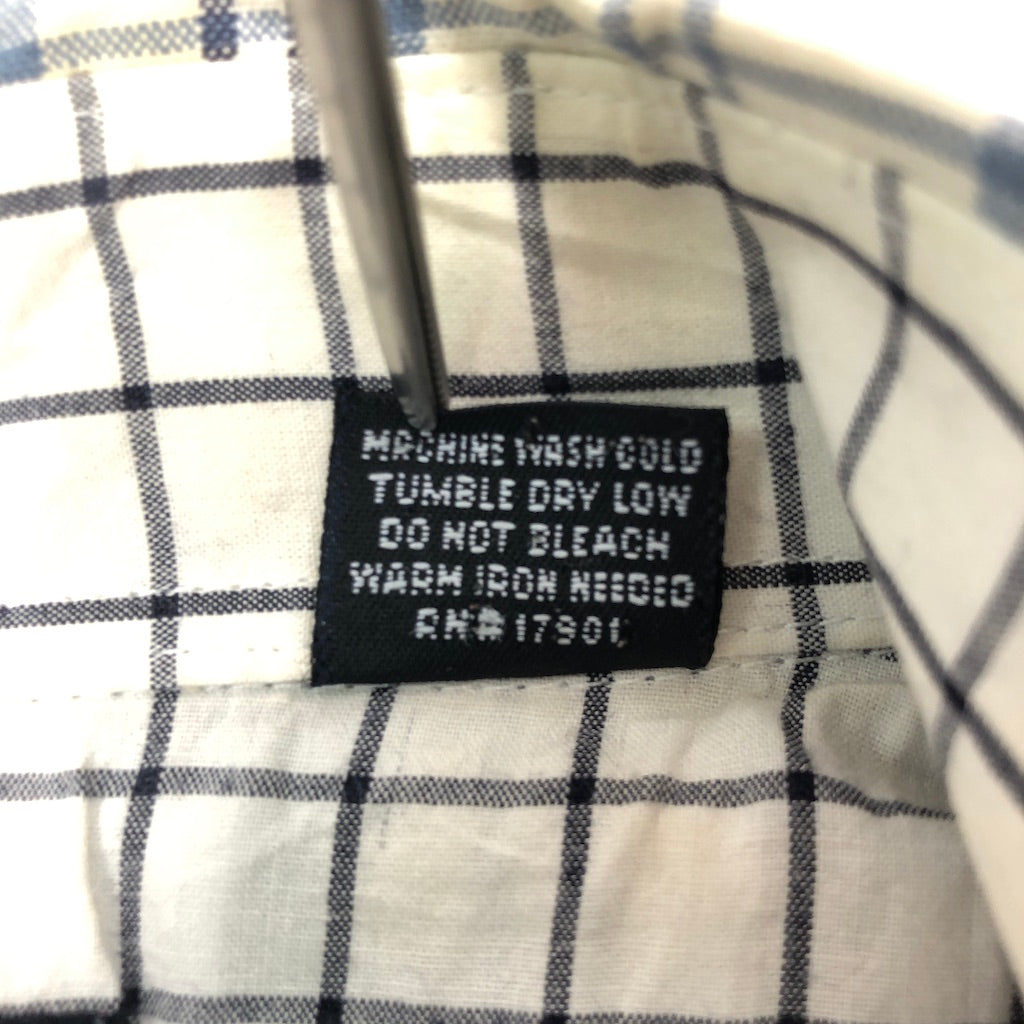 MACHINE WASH COLD
TUMBLE DRY LOW
DO NOT BLEACH
WARM IRON NEEDED
RN# 17901